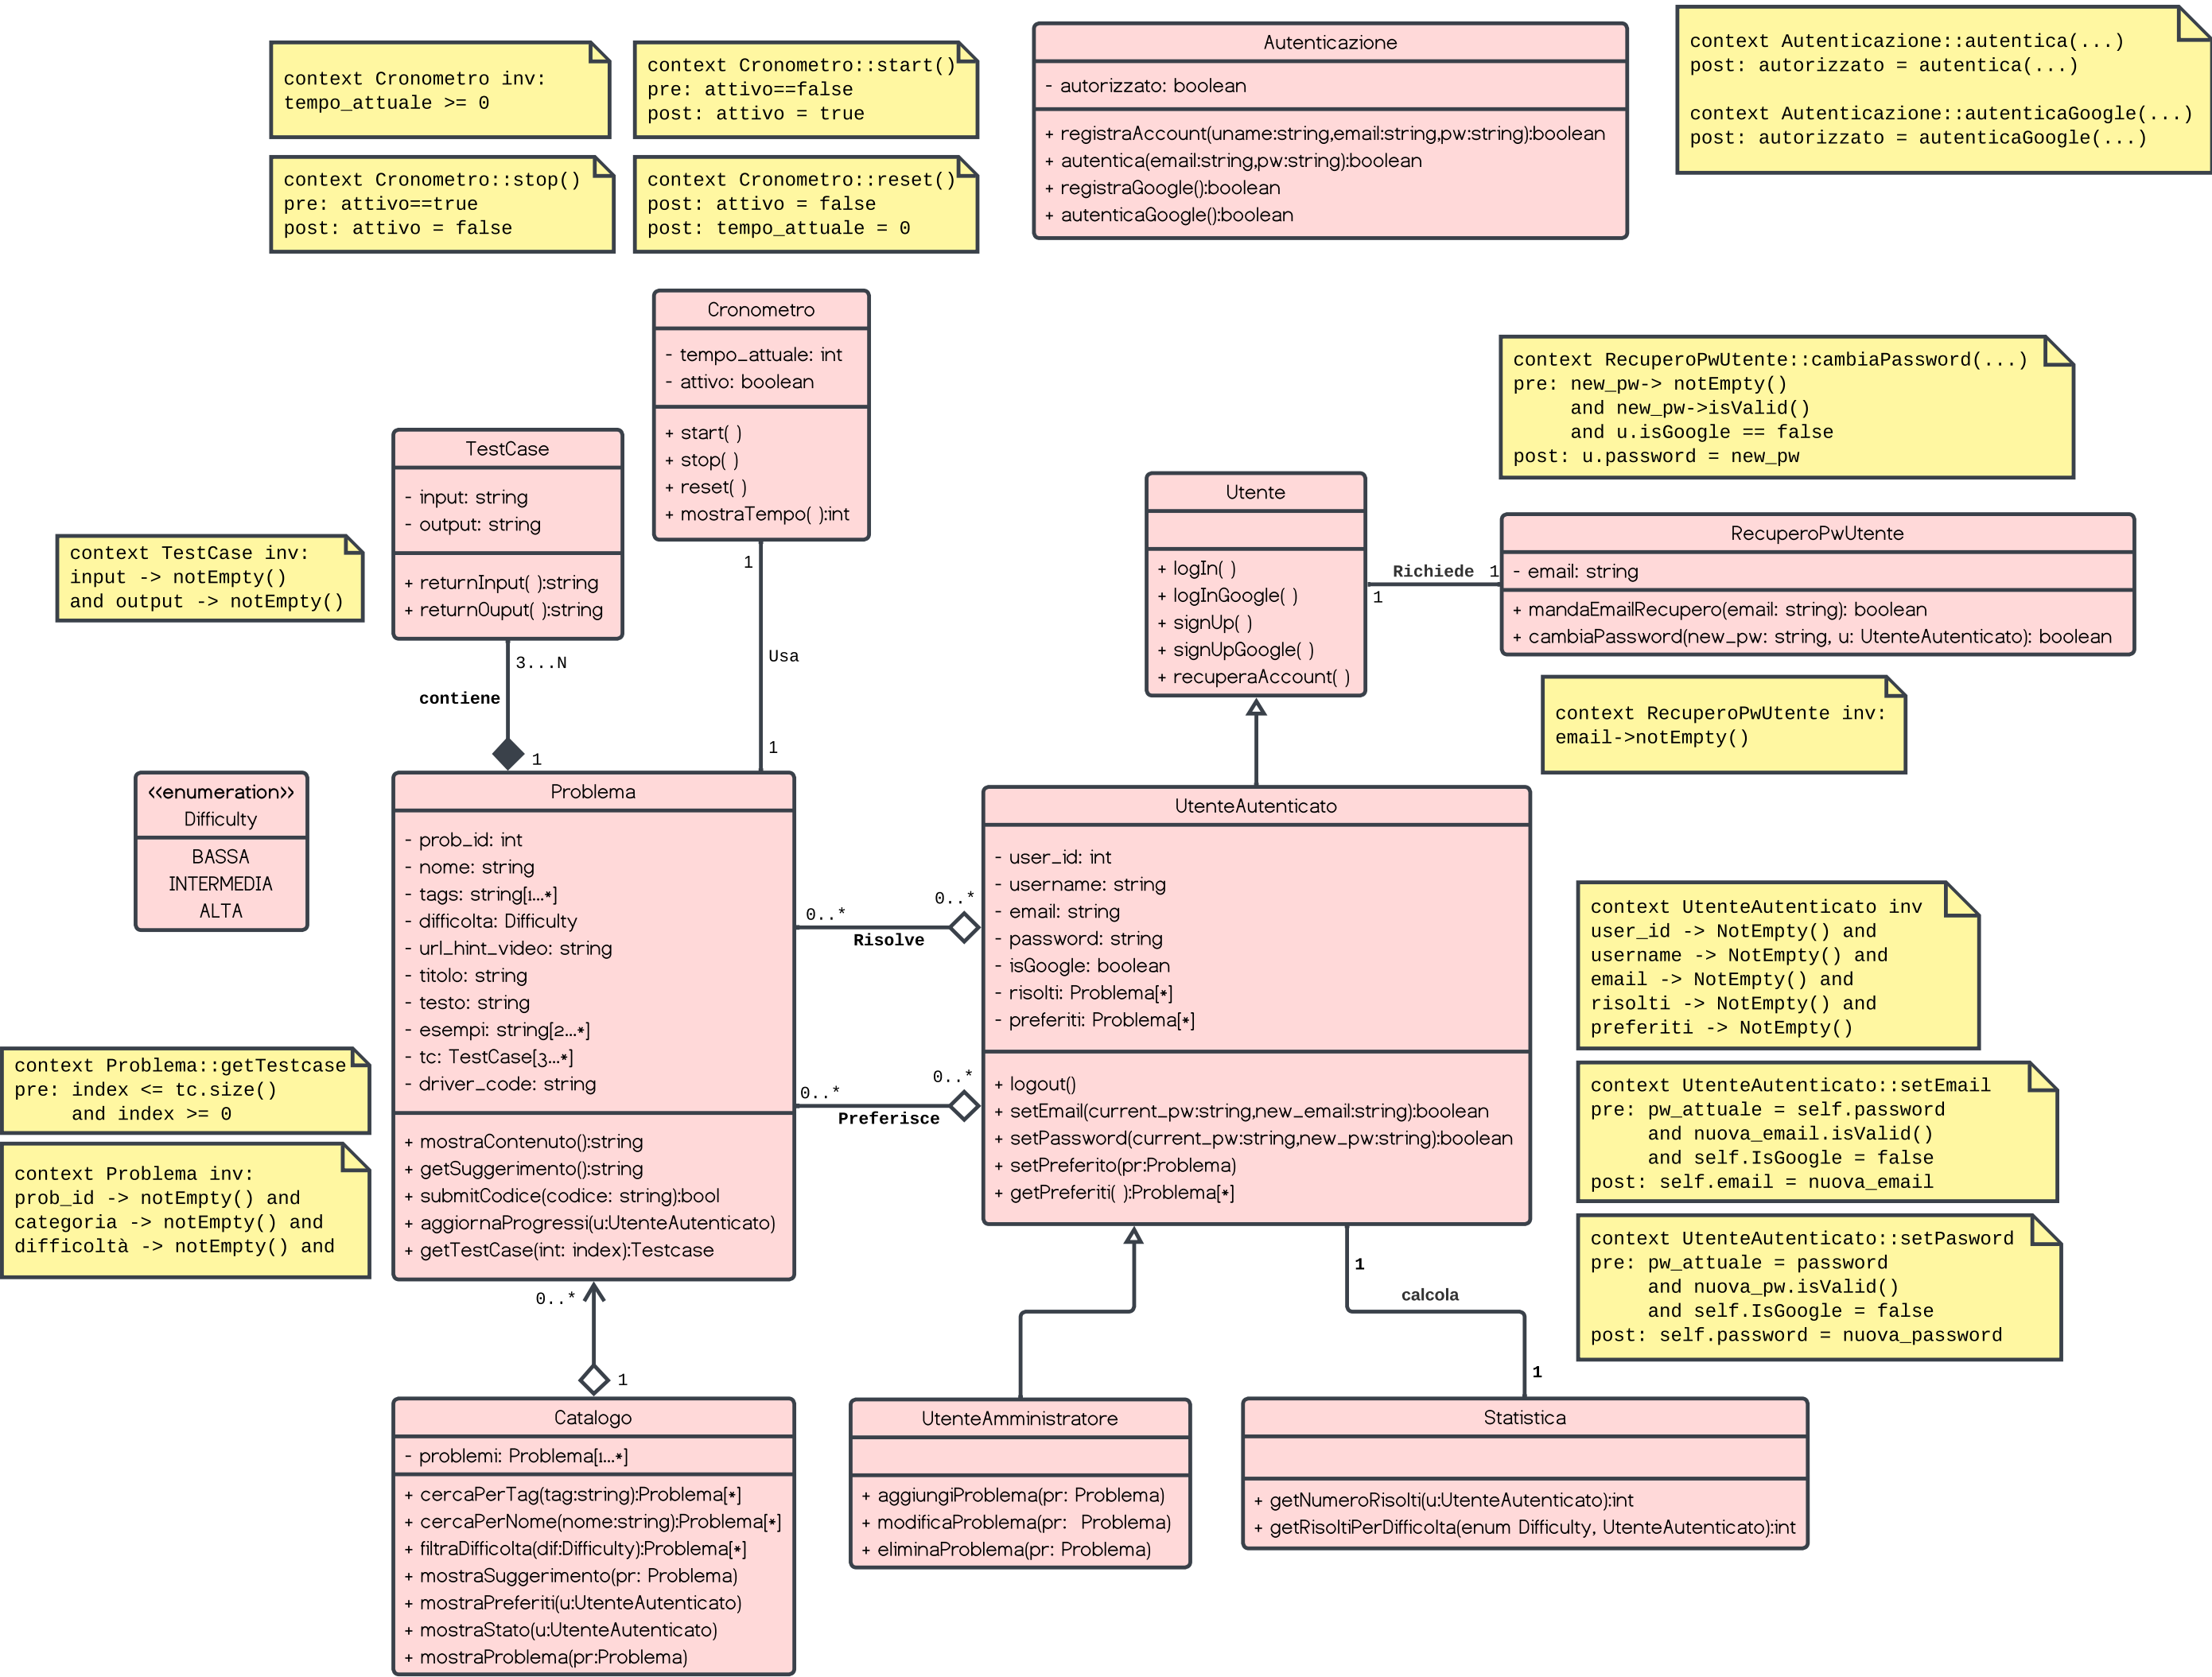 context Cronometro inv:
tempo_attuale >= 0
context Cronometro::start()
pre: attivo==false
post: attivo = true
context Cronometro::stop()
pre: attivo==true
post: attivo = false
context Cronometro::reset()
post: attivo = false
post: tempo_attuale = 0
Autenticazione
- autorizzato: boolean
+ registraAccount(uname:string,email:string,pw:string):boolean
+ autentica(email:string,pw:string):boolean
+ registraGoogle():boolean
+ autenticaGoogle():boolean
context Autenticazione::autentica(...)
post: autorizzato = autentica(...)
context Autenticazione::autenticaGoogle(...)
post: autorizzato = autenticaGoogle(...)
Cronometro
- tempo_attuale: int
- attivo: boolean
+ start( )
+ stop( )
+ reset( )
+ mostraTempo( ):int
TestCase
- input: string
- output: string
+ returnInput( ):string
+ returnOuput( ):string
context TestCase inv:
input -> notEmpty()
and output -> notEmpty()
1
Usa
1
3...N
contiene
1
context RecuperoPwUtente::cambiaPassword(...)
pre: new_pw-> notEmpty()
and new_pw->isValid()
and u.isGoogle == false
post: u.password = new_pw
Utente
+ logIn( )
+ logInGoogle( )
+ signUp( )
+ signUpGoogle( )
+ recuperaAccount( )
Richiede
1
1
RecuperoPwUtente
- email: string
+ mandaEmailRecupero(email: string): boolean
+ cambiaPassword(new_pw: string, u: UtenteAutenticato): boolean
context RecuperoPwUtente inv:
email->notEmpty()
<<enumeration>>
Difficulty
BASSA
INTERMEDIA
ALTA
Problema
- prob_id: int
- nome: string
- tags: string[1...*]
- difficolta: Difficulty
- url_hint_video: string
- titolo: string
- testo: string
- esempi: string[2...*]
- tc: TestCase[3...*]
- driver_code: string
+ mostraContenuto():string
+ getSuggerimento():string
+ submitCodice(codice: string):bool
+ aggiornaProgressi(u:UtenteAutenticato)
+ getTestCase(int: index):Testcase
0..*
0..*
Risolve
0..*
0..*
Preferisce
UtenteAutenticato
- user_id: int
- username: string
- email: string
- password: string
- isGoogle: boolean
- risolti: Problema[*]
- preferiti: Problema[*]
+ logout()
+ setEmail(current_pw:string,new_email:string):boolean
+ setPassword(current_pw:string,new_pw:string):boolean
+ setPreferito(pr:Problema)
+ getPreferiti( ):Problema[*]
context UtenteAutenticato inv
user_id -> NotEmpty() and
username -> NotEmpty() and
email -> NotEmpty() and
risolti -> NotEmpty() and
preferiti -> NotEmpty()
context UtenteAutenticato::setEmail
pre: pw_attuale = self.password
and nuova_email.isValid()
and self.IsGoogle = false
post: self.email = nuova_email
context UtenteAutenticato::setPasword
pre: pw_attuale = password
and nuova_pw.isValid()
and self.IsGoogle = false
post: self.password = nuova_password
context Problema::getTestcase
pre: index <= tc.size()
and index >= 0
context Problema inv:
prob_id -> notEmpty() and
categoria -> notEmpty() and
difficoltà -> notEmpty() and
0..*
1
1
calcola
1
Catalogo
- problemi: Problema[1...*]
+ cercaPerTag(tag:string):Problema[*]
+ cercaPerNome(nome:string):Problema[*]
+ filtraDifficolta(dif:Difficulty):Problema[*]
+ mostraSuggerimento(pr: Problema)
+ mostraPreferiti(u:UtenteAutenticato)
+ mostraStato(u:UtenteAutenticato)
+ mostraProblema(pr:Problema)
UtenteAmministratore
+ aggiungiProblema(pr: Problema)
+ modificaProblema(pr: Problema)
+ eliminaProblema(pr: Problema)
Statistica
+ getNumeroRisolti(u:UtenteAutenticato):int
+ getRisoltiPerDifficolta(enum Difficulty, UtenteAutenticato):int